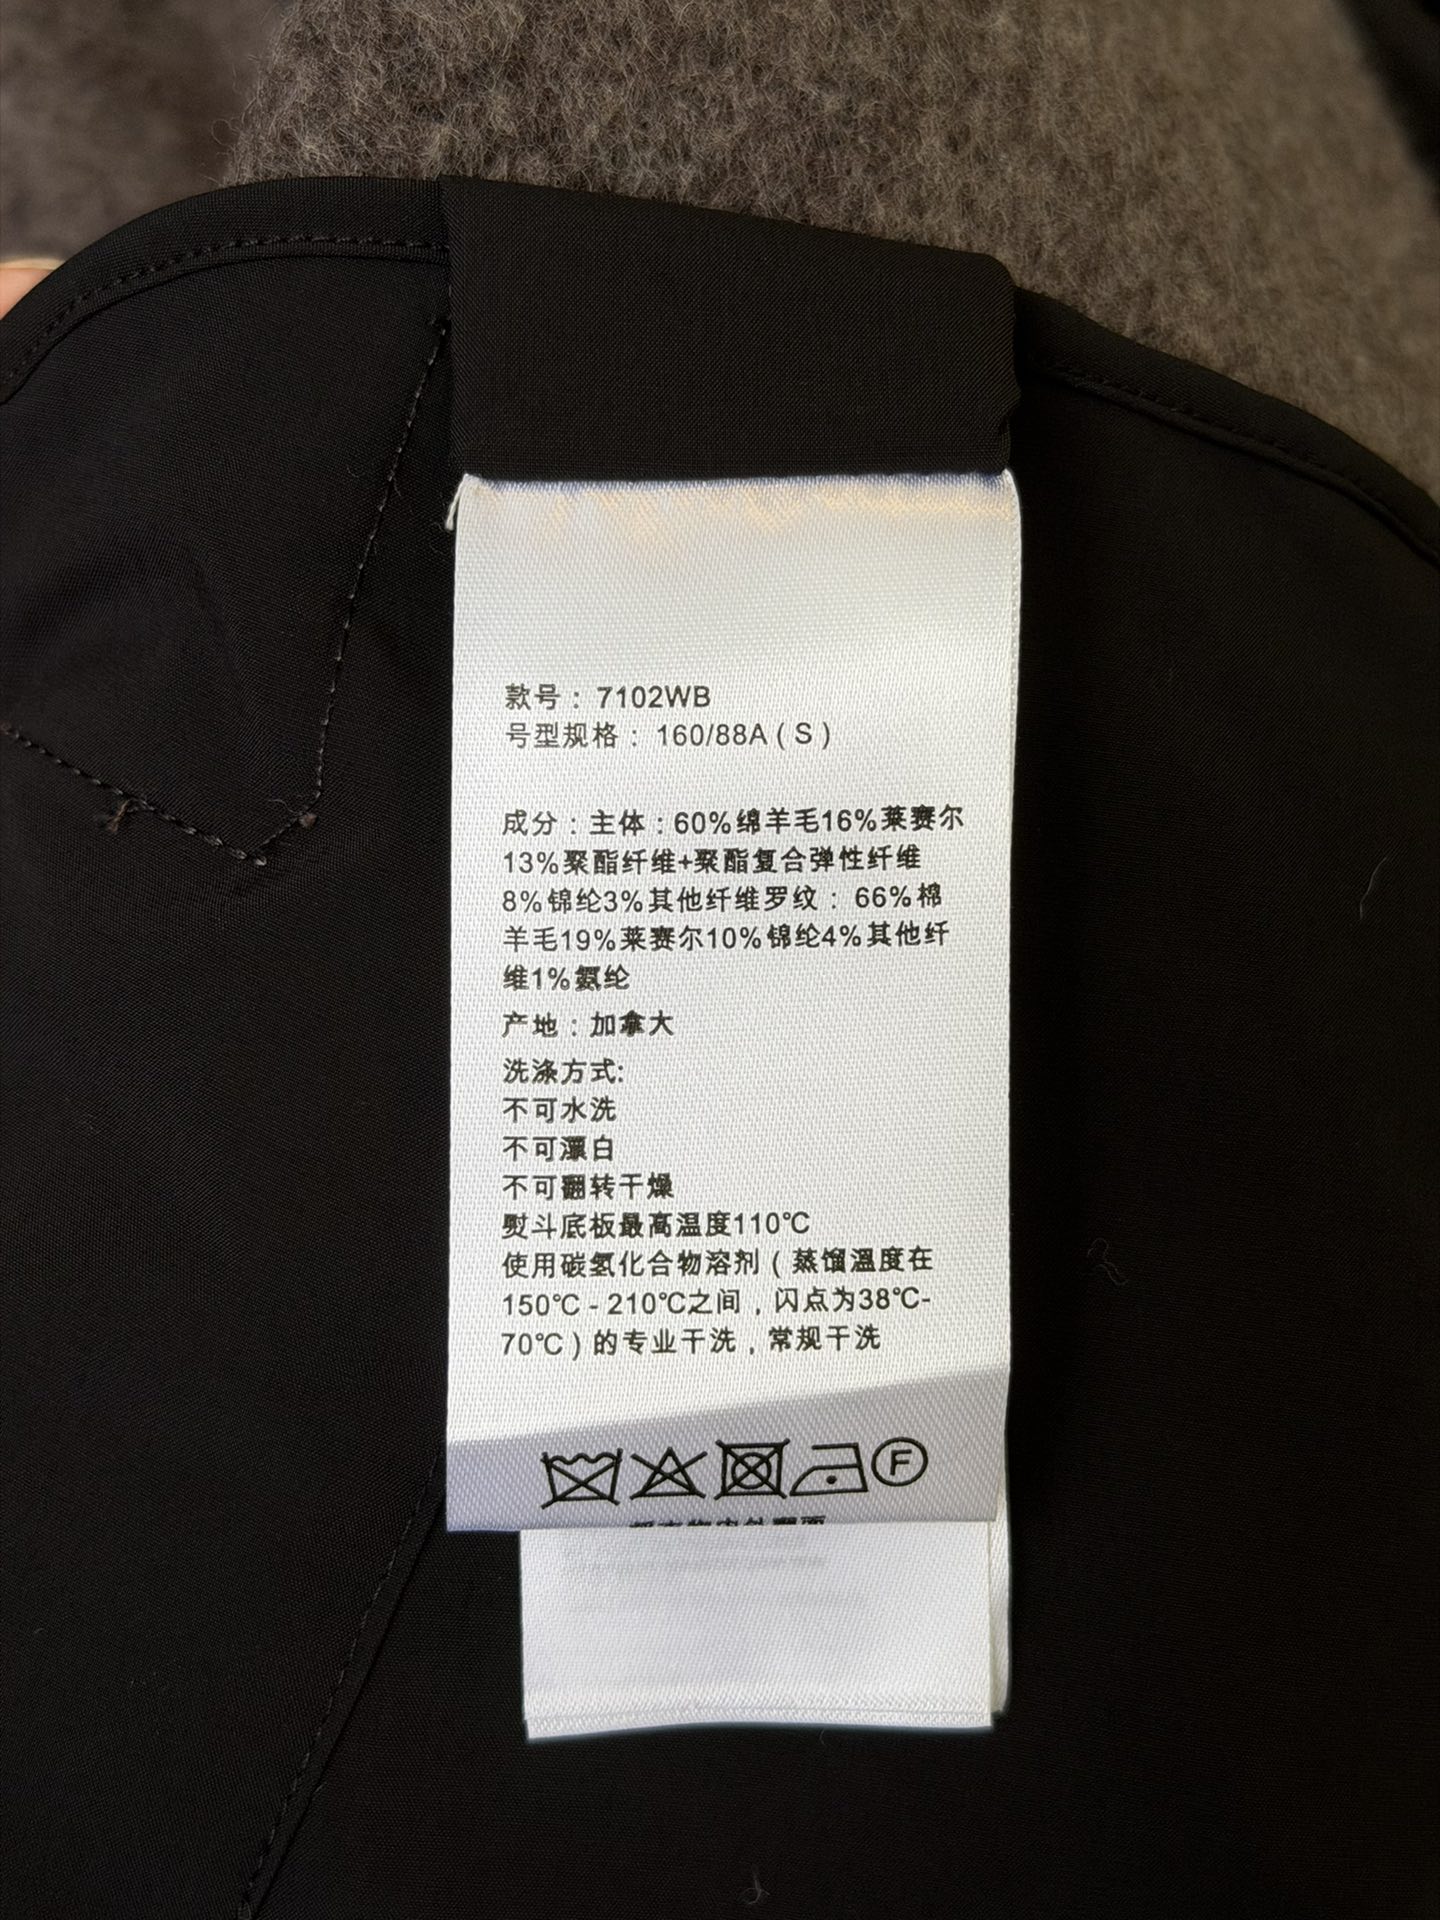 款号：7102WB
号型规格：160/88A（S）
成分：主体：60%绵羊毛16%莱赛尔
13%聚酯纤维+聚酯复合弹性纤维
8%锦纶3%其他纤维罗纹：66%棉
羊毛19%莱赛尔10%锦纶4%其他纤
维1%氨纶
产地：加拿大
洗涤方式:
不可水洗
不可漂白
不可翻转干燥
熨斗底板最高温度110℃
使用碳氢化合物溶剂（蒸馏温度在
150℃-210℃之间，闪点为38℃-
70℃）的专业干洗，常规干洗
F